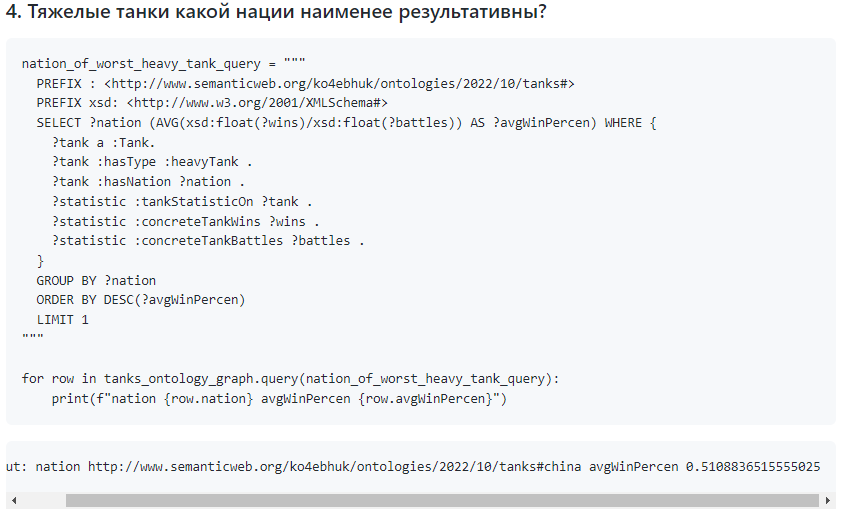 4. Тяжелые танки какой нации наименее результативны?
nation_of_worst_heavy_tank_query = """
  PREFIX : <http://www.semanticweb.org/ko4ebhuk/ontologies/2022/10/tanks#>
  PREFIX xsd: <http://www.w3.org/2001/XMLSchema#>
  SELECT ?nation (AVG(xsd:float(?wins)/xsd:float(?battles)) AS ?avgWinPercen) WHERE {
    ?tank a :Tank.
    ?tank :hasType :heavyTank .
    ?tank :hasNation ?nation .
    ?statistic :tankStatisticOn ?tank .
    ?statistic :concreteTankWins ?wins .
    ?statistic :concreteTankBattles ?battles .
  }
  GROUP BY ?nation
  ORDER BY DESC(?avgWinPercen)
  LIMIT 1
"""
for row in tanks_ontology_graph.query(nation_of_worst_heavy_tank_query):
    print(f"nation {row.nation} avgWinPercen {row.avgWinPercen}")
ut: nation http://www.semanticweb.org/ko4ebhuk/ontologies/2022/10/tanks#china avgWinPercen 0.5108836515555025